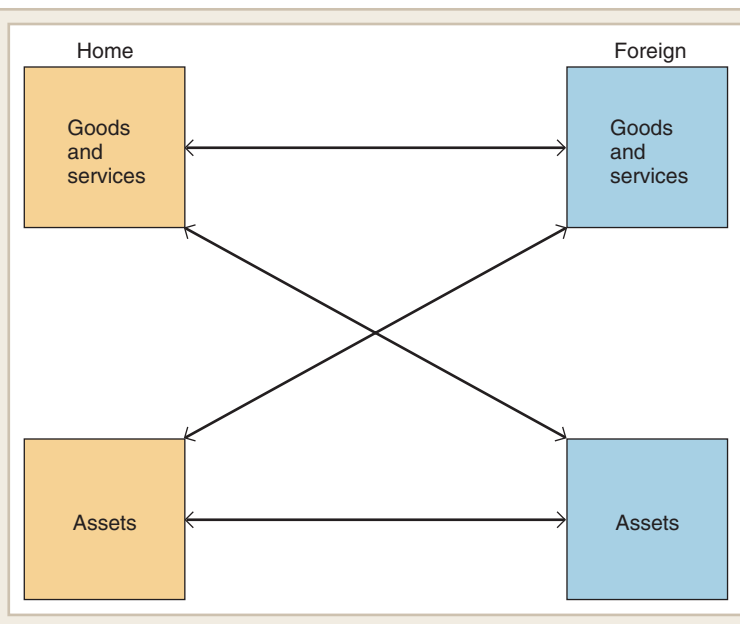 Home
Foreign
Goods
and
services
Goods
and
services
Assets
Assets